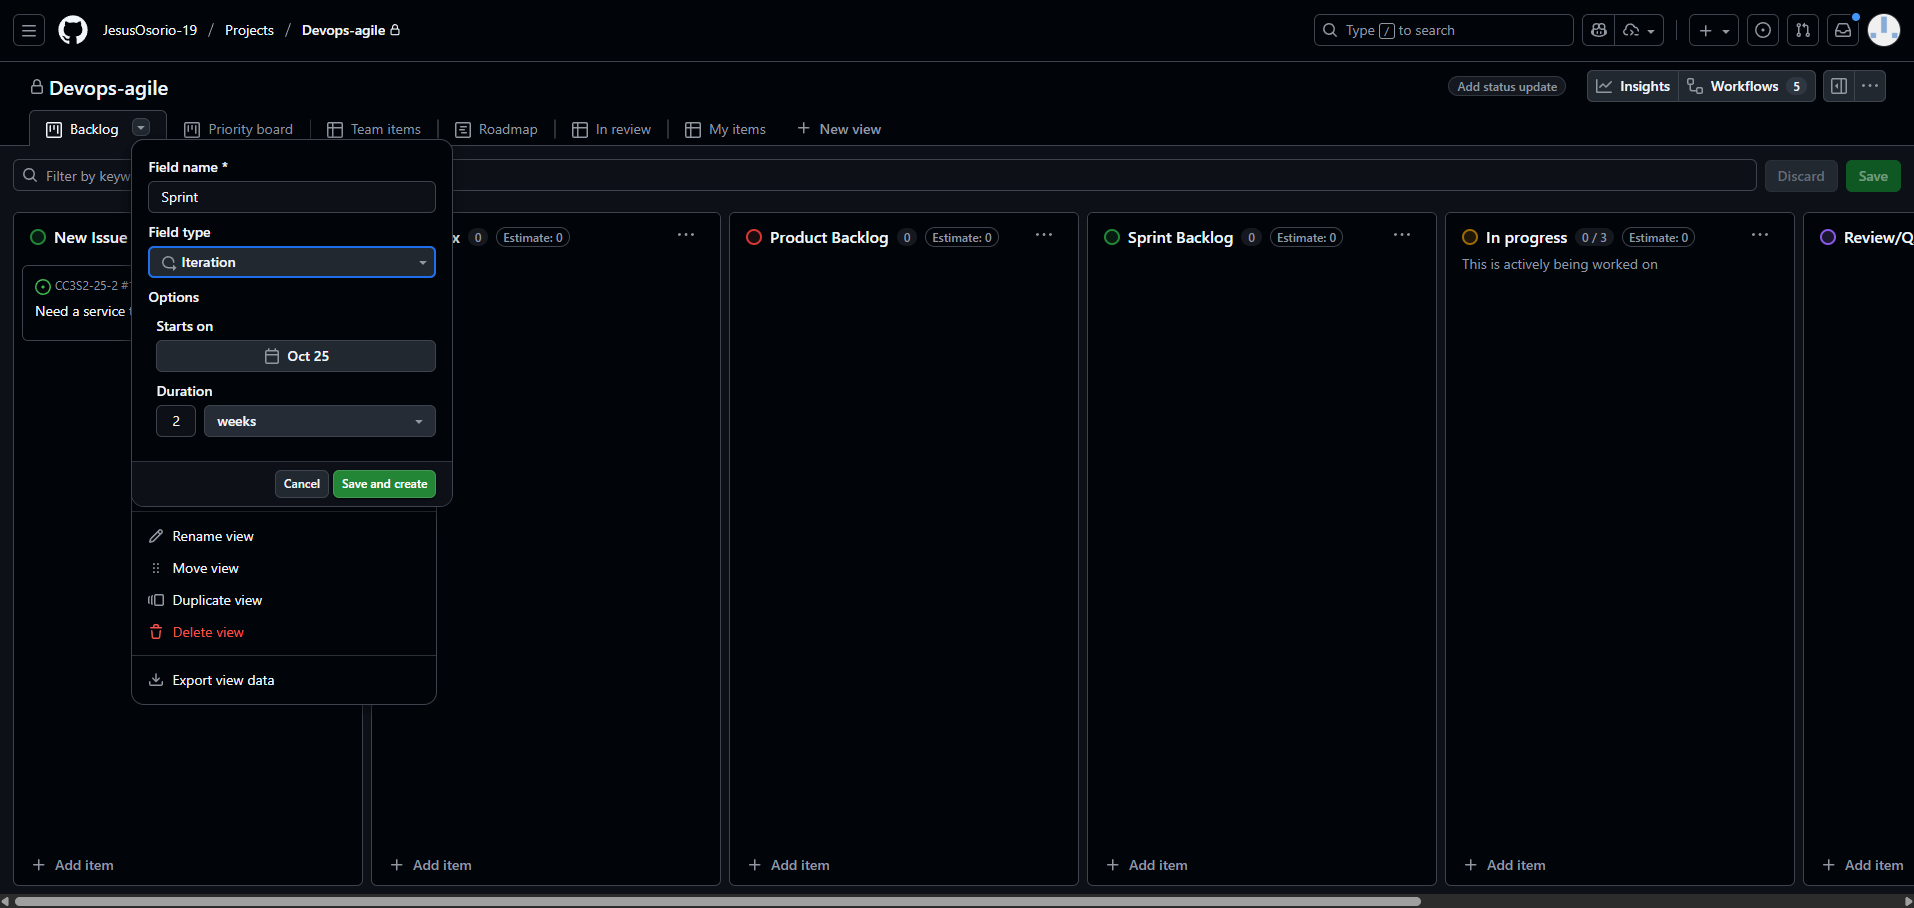 JesusOsorio-19 / Projects / Devops-agile
Type / to search
Devops-agile
Add status update
Insights
Workflows 5
Backlog
Priority board
Team items
Roadmap
In review
My items
New view
Filter by keyw
Discard
Save
Field name *
Sprint
Field type
Iteration
Options
Starts on
Oct 25
Duration
2
weeks
Cancel
Save and create
Rename view
Move view
Duplicate view
Delete view
Export view data
New Issue
CC3S2-25-2 #
Need a service
Add item
x 0 Estimate: 0
Add item
Product Backlog 0 Estimate: 0
Add item
Sprint Backlog 0 Estimate: 0
Add item
In progress 0 / 3 Estimate: 0
This is actively being worked on
Add item
Review/Q
Add item